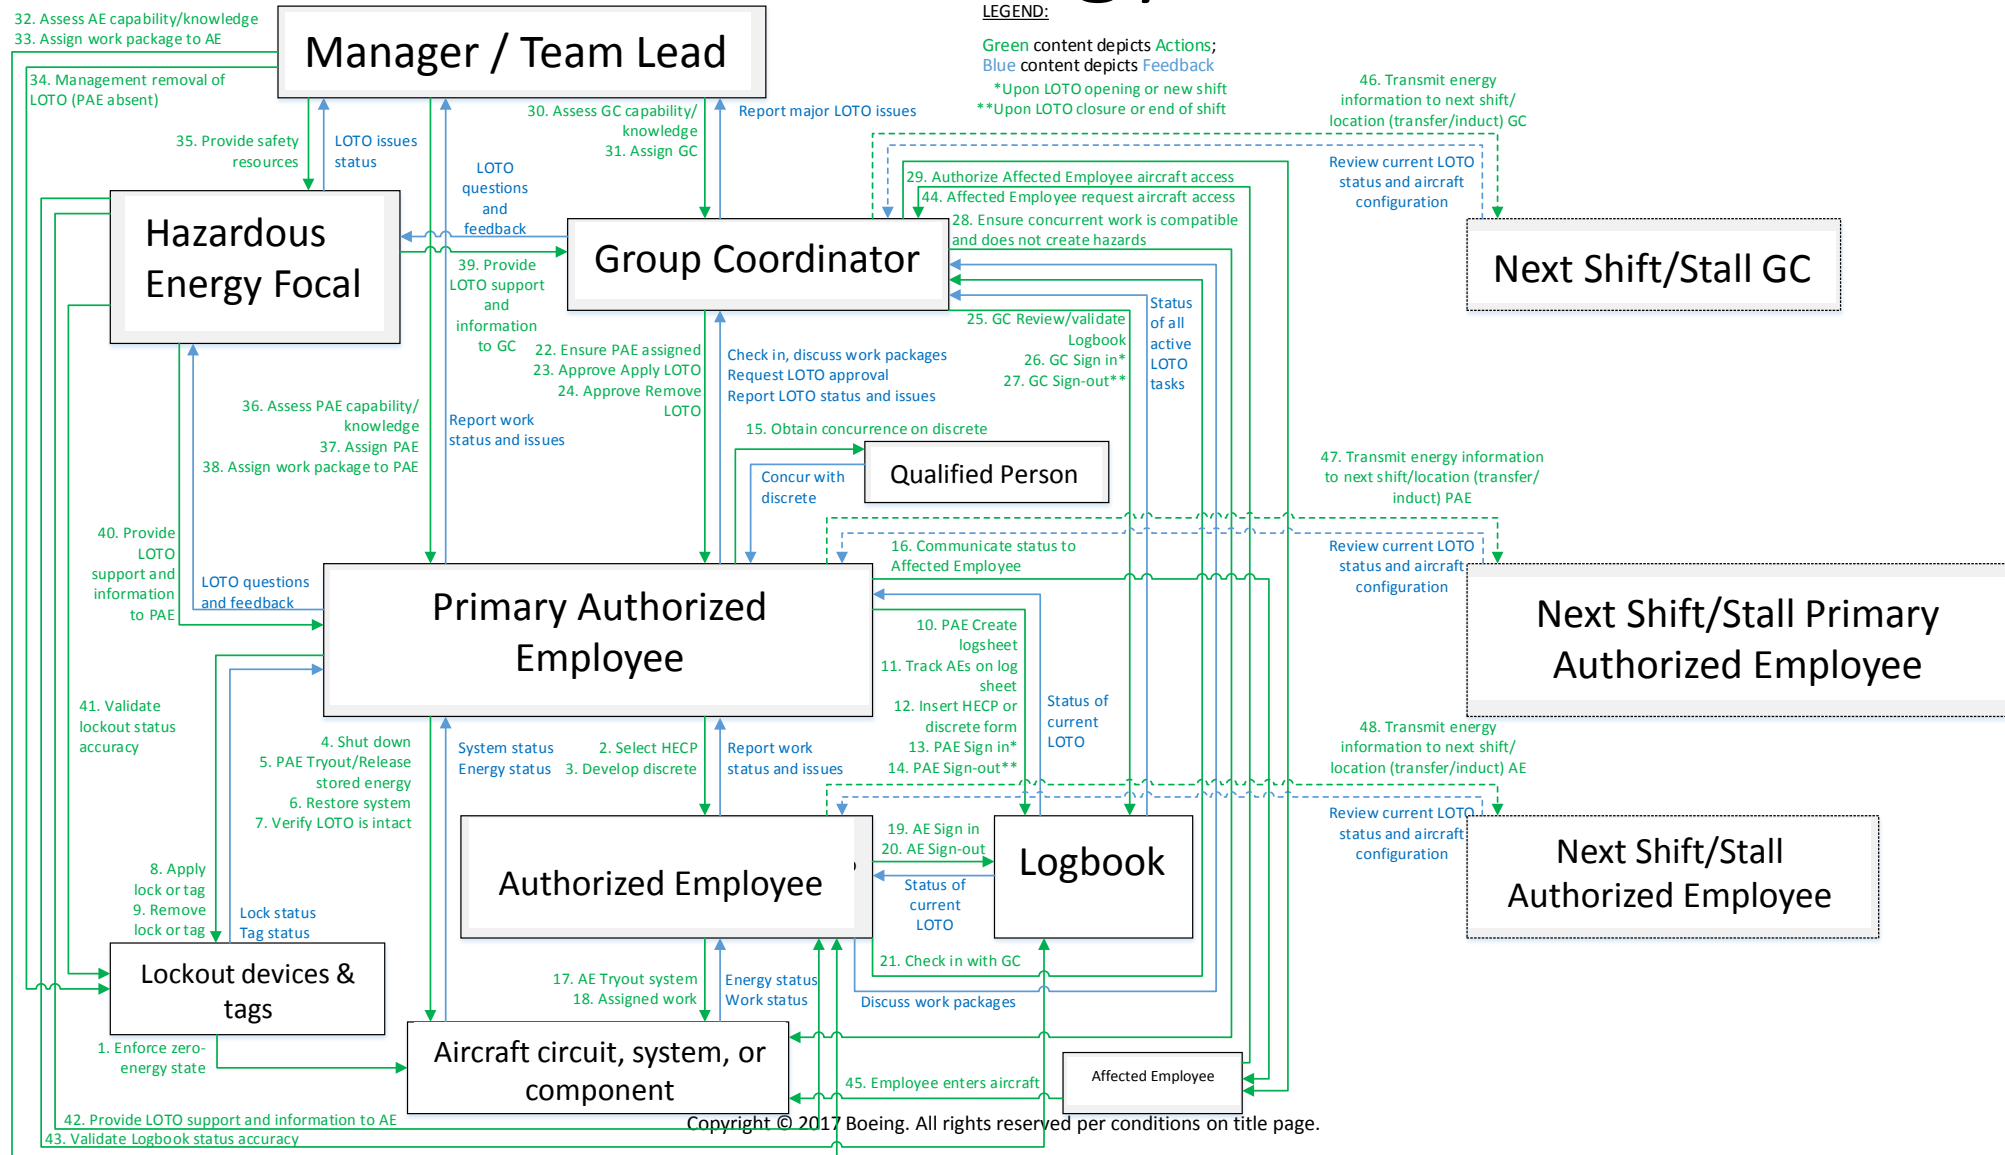 32. Assess AE capability/knowledge
33. Assign work package to AE
34. Management removal of
LOTO (PAE absent)
Manager / Team Lead
LEGEND:
Green content depicts Actions;
Blue content depicts Feedback
*Upon LOTO opening or new shift
**Upon LOTO closure or end of shift
46. Transmit energy
information to next shift/
location (transfer/induct) GC
35. Provide safety
resources
LOTO issues
status
30. Assess GC capability/
knowledge
31. Assign GC
Report major LOTO issues
LOTO
questions
and
feedback
29. Authorize Affected Employee aircraft access
44. Affected Employee request aircraft access
28. Ensure concurrent work is compatible
and does not create hazards
Review current LOTO
status and aircraft
configuration
Hazardous
Energy Focal
Group Coordinator
Next Shift/Stall GC
39. Provide
LOTO support
and
information
to GC
22. Ensure PAE assigned
23. Approve Apply LOTO
24. Approve Remove
LOTO
Check in, discuss work packages
Request LOTO approval
Report LOTO status and issues
25. GC Review/validate
Logbook
26. GC Sign in*
27. GC Sign-out**
Status
of all
active
LOTO
tasks
36. Assess PAE capability/
knowledge
37. Assign PAE
38. Assign work package to PAE
Report work
status and issues
15. Obtain concurrence on discrete
Concur with
discrete
Qualified Person
47. Transmit energy information
to next shift/location (transfer/
induct) PAE
40. Provide
LOTO
support and
information
to PAE
LOTO questions
and feedback
16. Communicate status to
Affected Employee
Review current LOTO
status and aircraft
configuration
Primary Authorized
Employee
Next Shift/Stall Primary
Authorized Employee
10. PAE Create
logsheet
11. Track AEs on log
sheet
12. Insert HECP or
discrete form
13. PAE Sign in*
14. PAE Sign-out**
Status of
current
LOTO
41. Validate
lockout status
accuracy
4. Shut down
5. PAE Tryout/Release
stored energy
6. Restore system
7. Verify LOTO is intact
System status
Energy status
2. Select HECP
3. Develop discrete
Report work
status and issues
48. Transmit energy
information to next shift/
location (transfer/induct) AE
Review current LOTO
status and aircraft
configuration
8. Apply
lock or tag
9. Remove
lock or tag
Lock status
Tag status
Authorized Employee
19. AE Sign in
20. AE Sign-out
Status of
current
LOTO
Logbook
Next Shift/Stall
Authorized Employee
21. Check in with GC
Discuss work packages
17. AE Tryout system
18. Assigned work
Energy status
Work status
Lockout devices &
tags
1. Enforce zero-
energy state
Aircraft circuit, system, or
component
45. Employee enters aircraft
Affected Employee
42. Provide LOTO support and information to AE
43. Validate Logbook status accuracy
Copyright © 2017 Boeing. All rights reserved per conditions on title page.